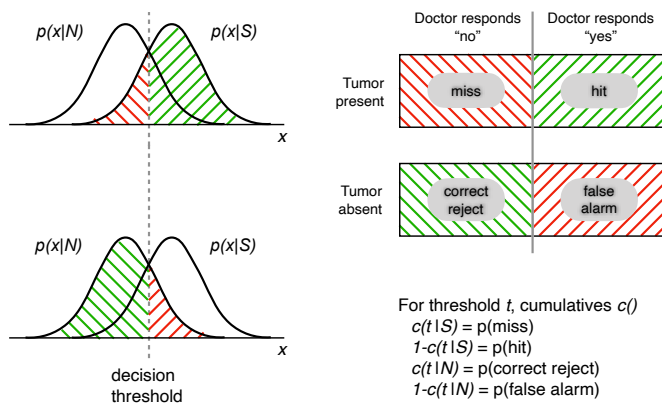 p(x|N)
p(x|S)
x
p(x|N)
p(x|S)
x
decision
threshold
Doctor responds
“no”
Doctor responds
“yes”
Tumor
present
miss
hit
Tumor
absent
correct
reject
false
alarm
For threshold t, cumulatives c()
c(t|S) = p(miss)
1-c(t|S) = p(hit)
c(t|N) = p(correct reject)
1-c(t|N) = p(false alarm)